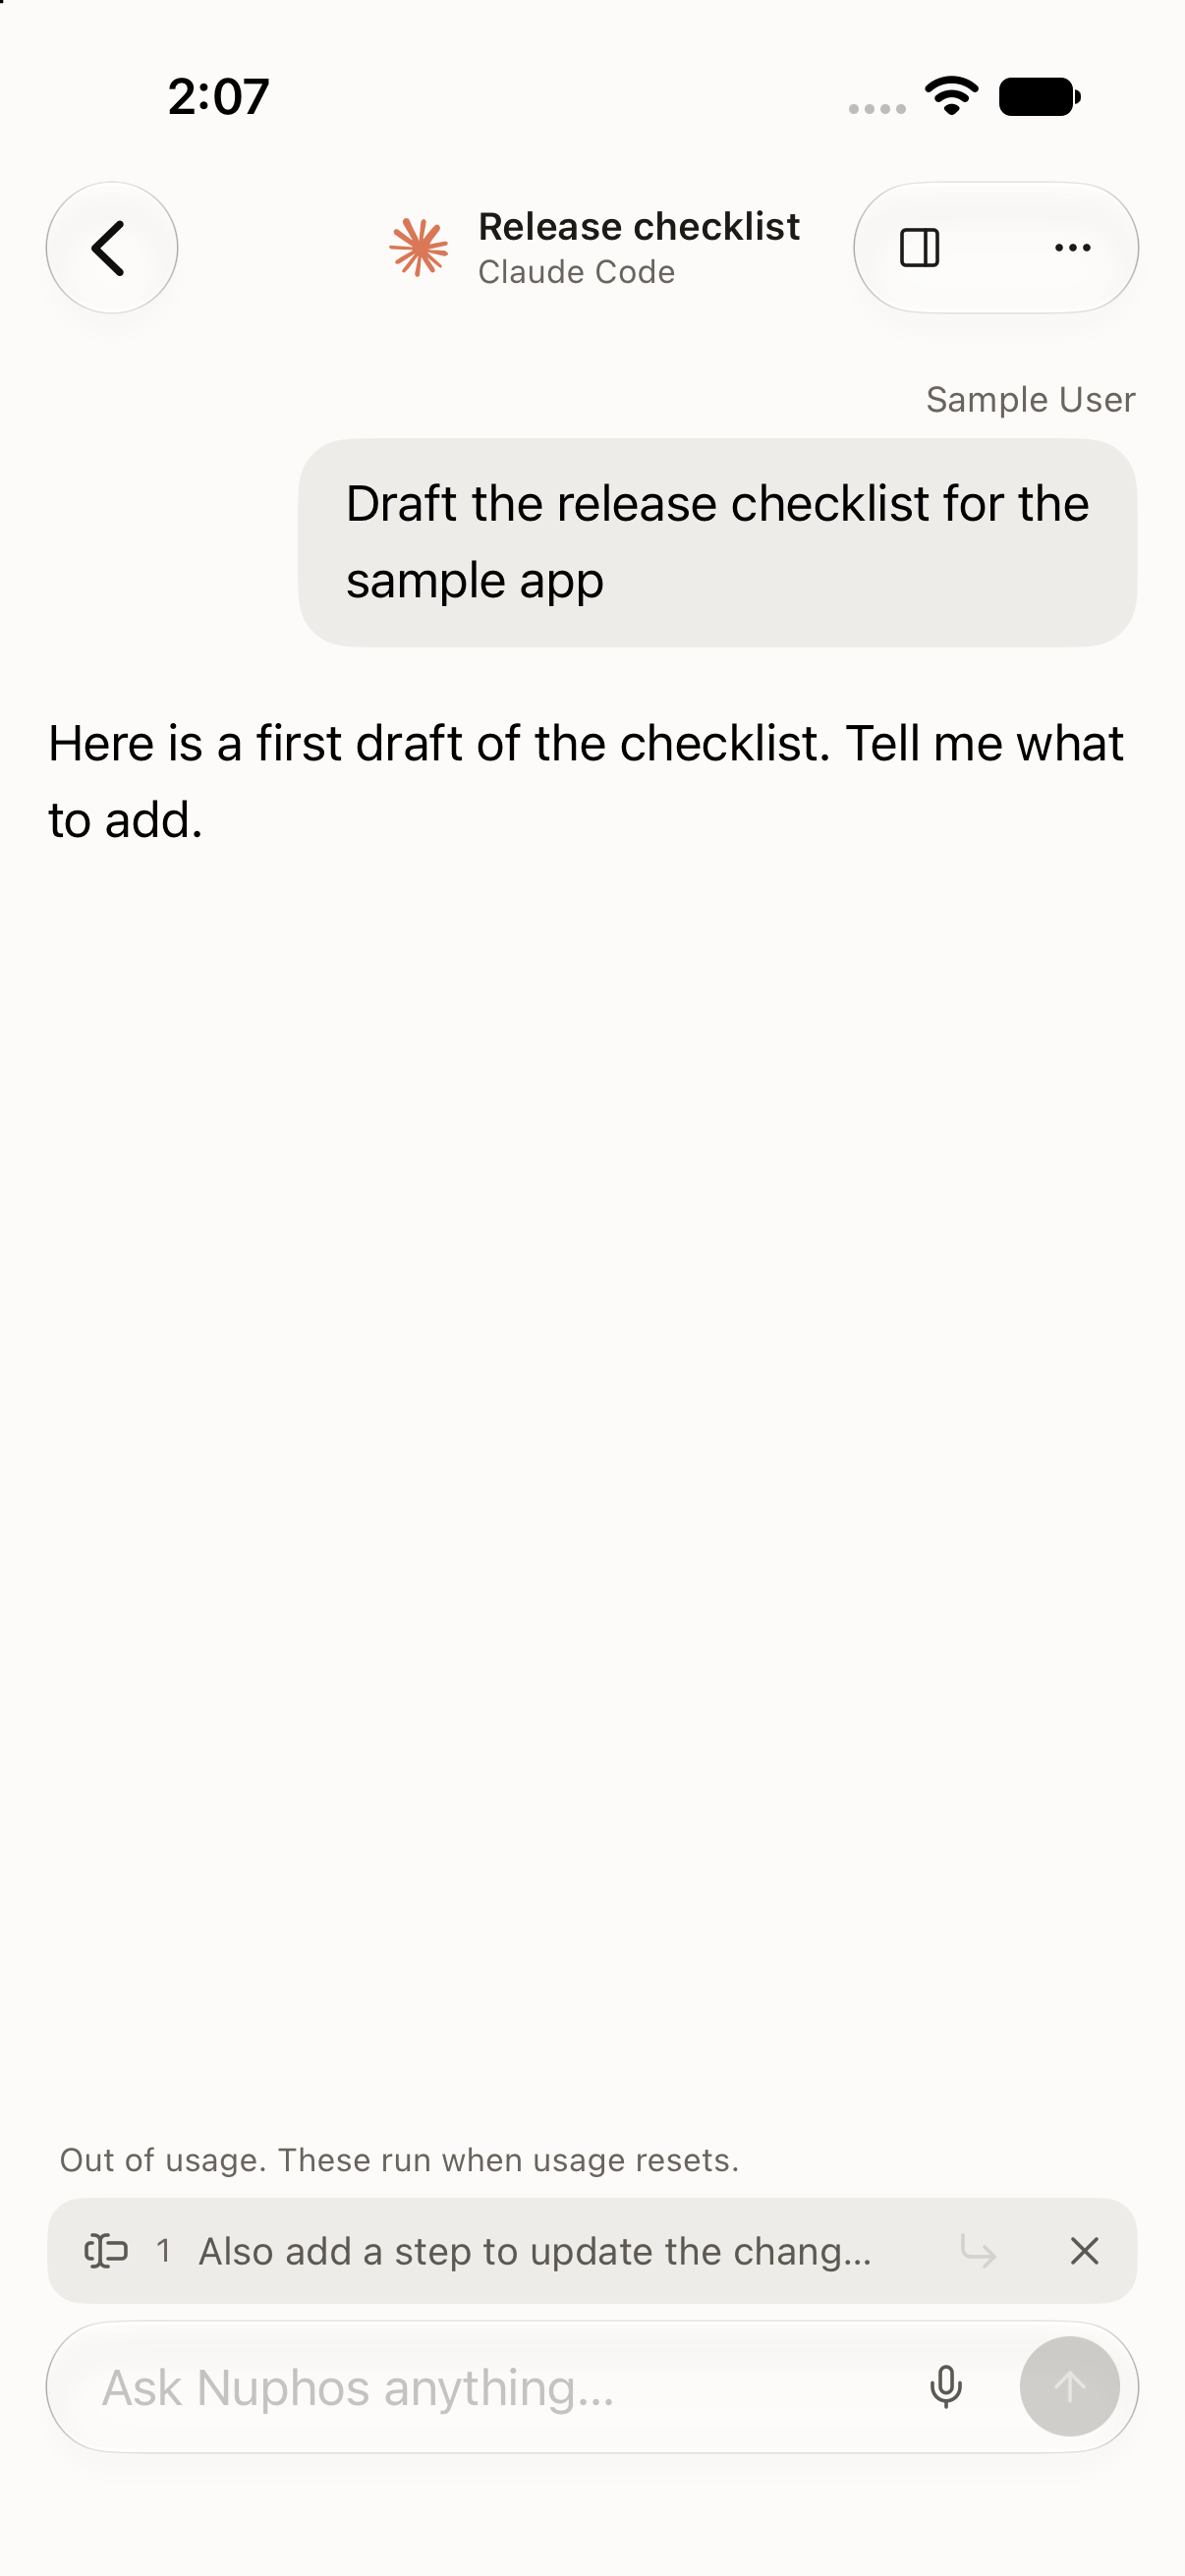 2:07
Release checklist
Claude Code
Sample User
Draft the release checklist for the
sample app
Here is a first draft of the checklist. Tell me what
to add.
Out of usage. These run when usage resets.
1 Also add a step to update the chang...
Ask Nuphos anything...